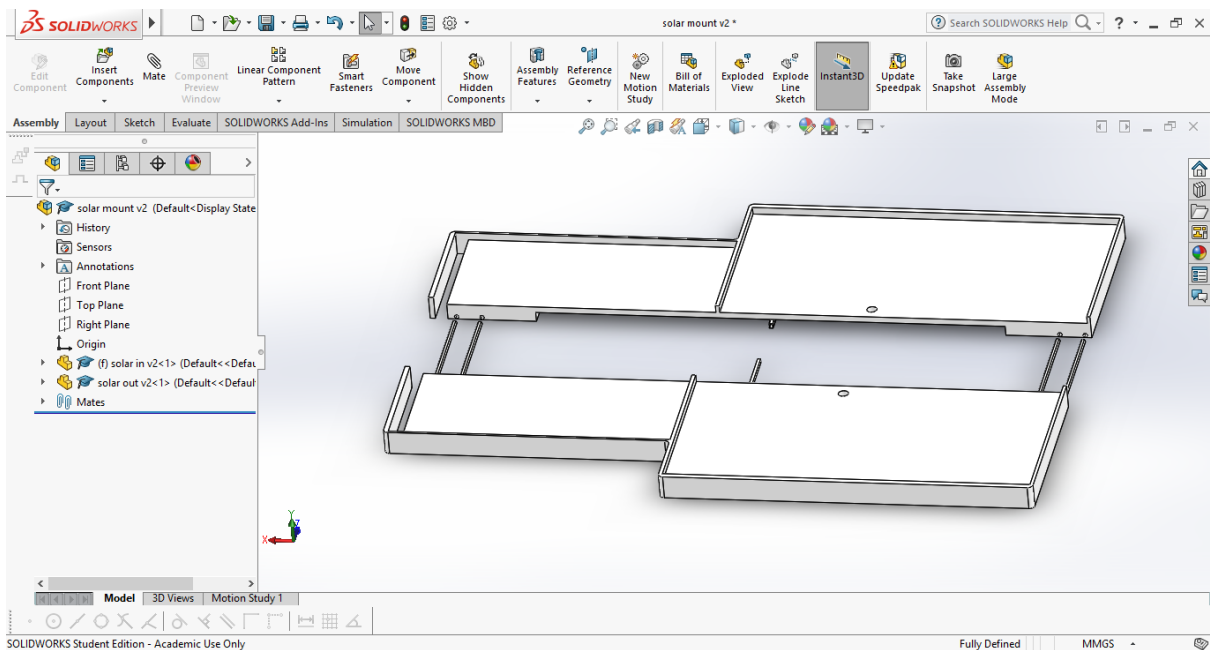 SOLIDWORKS
solar mount v2 *
Search SOLIDWORKS Help
?
Edit Component
Insert Components
Mate
Component Preview Window
Linear Component Pattern
Smart Fasteners
Move Component
Show Hidden Components
Assembly Features
Reference Geometry
New Motion Study
Bill of Materials
Exploded View
Explode Line Sketch
Instant3D
Update Speedpak
Take Snapshot
Large Assembly Mode
Assembly Layout Sketch Evaluate SOLIDWORKS Add-Ins Simulation SOLIDWORKS MBD
solar mount v2 (Default<Display State
History
Sensors
Annotations
Front Plane
Top Plane
Right Plane
Origin
(f) solar in v2<1> (Default<<Defau
solar out v2<1> (Default<<Default
Mates
Y
Z
X
Model 3D Views Motion Study 1
SOLIDWORKS Student Edition - Academic Use Only
Fully Defined
MMGS